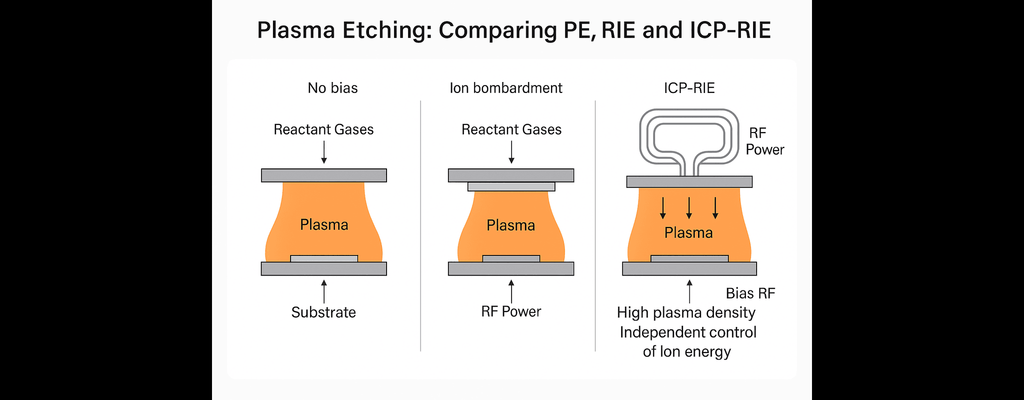 Plasma Etching: Comparing PE, RIE and ICP-RIE
No bias
Reactant Gases
Plasma
Substrate
Ion bombardment
Reactant Gases
Plasma
RF Power
ICP-RIE
RF
Power
Plasma
Bias RF
High plasma density
Independent control
of Ion energy